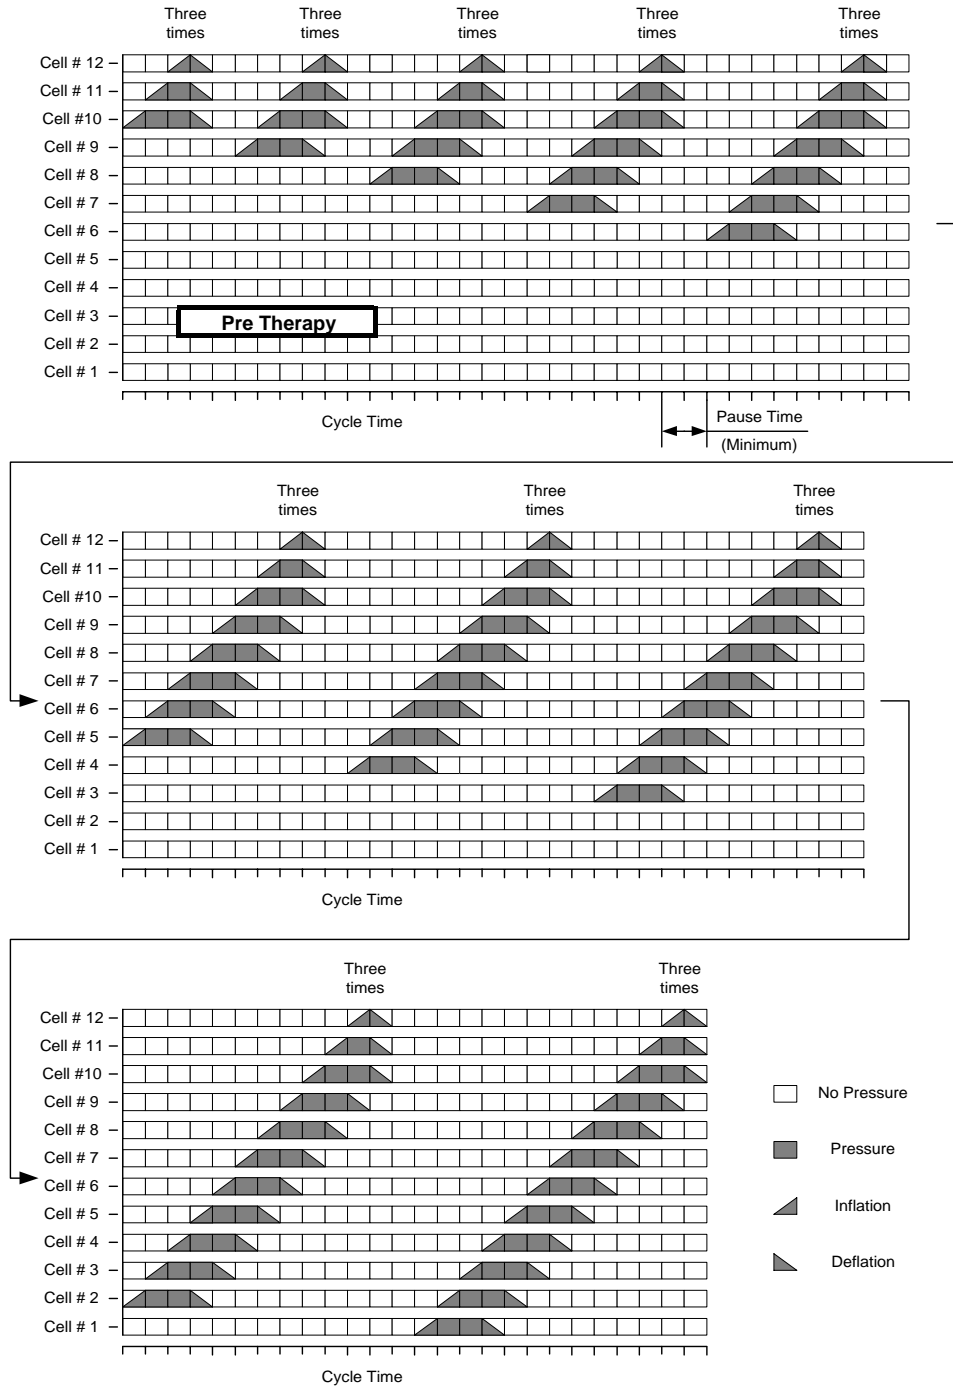 Three times
Three times
Three times
Three times
Three times
Cell # 12
Cell # 11
Cell #10
Cell # 9
Cell # 8
Cell # 7
Cell # 6
Cell # 5
Cell # 4
Cell # 3
Pre Therapy
Cell # 2
Cell # 1
Cycle Time
Pause Time
(Minimum)
Three times
Three times
Three times
Cell # 12
Cell # 11
Cell #10
Cell # 9
Cell # 8
Cell # 7
Cell # 6
Cell # 5
Cell # 4
Cell # 3
Cell # 2
Cell # 1
Cycle Time
Three times
Three times
Cell # 12
Cell # 11
Cell #10
Cell # 9
Cell # 8
Cell # 7
Cell # 6
Cell # 5
Cell # 4
Cell # 3
Cell # 2
Cell # 1
Cycle Time
No Pressure
Pressure
Inflation
Deflation